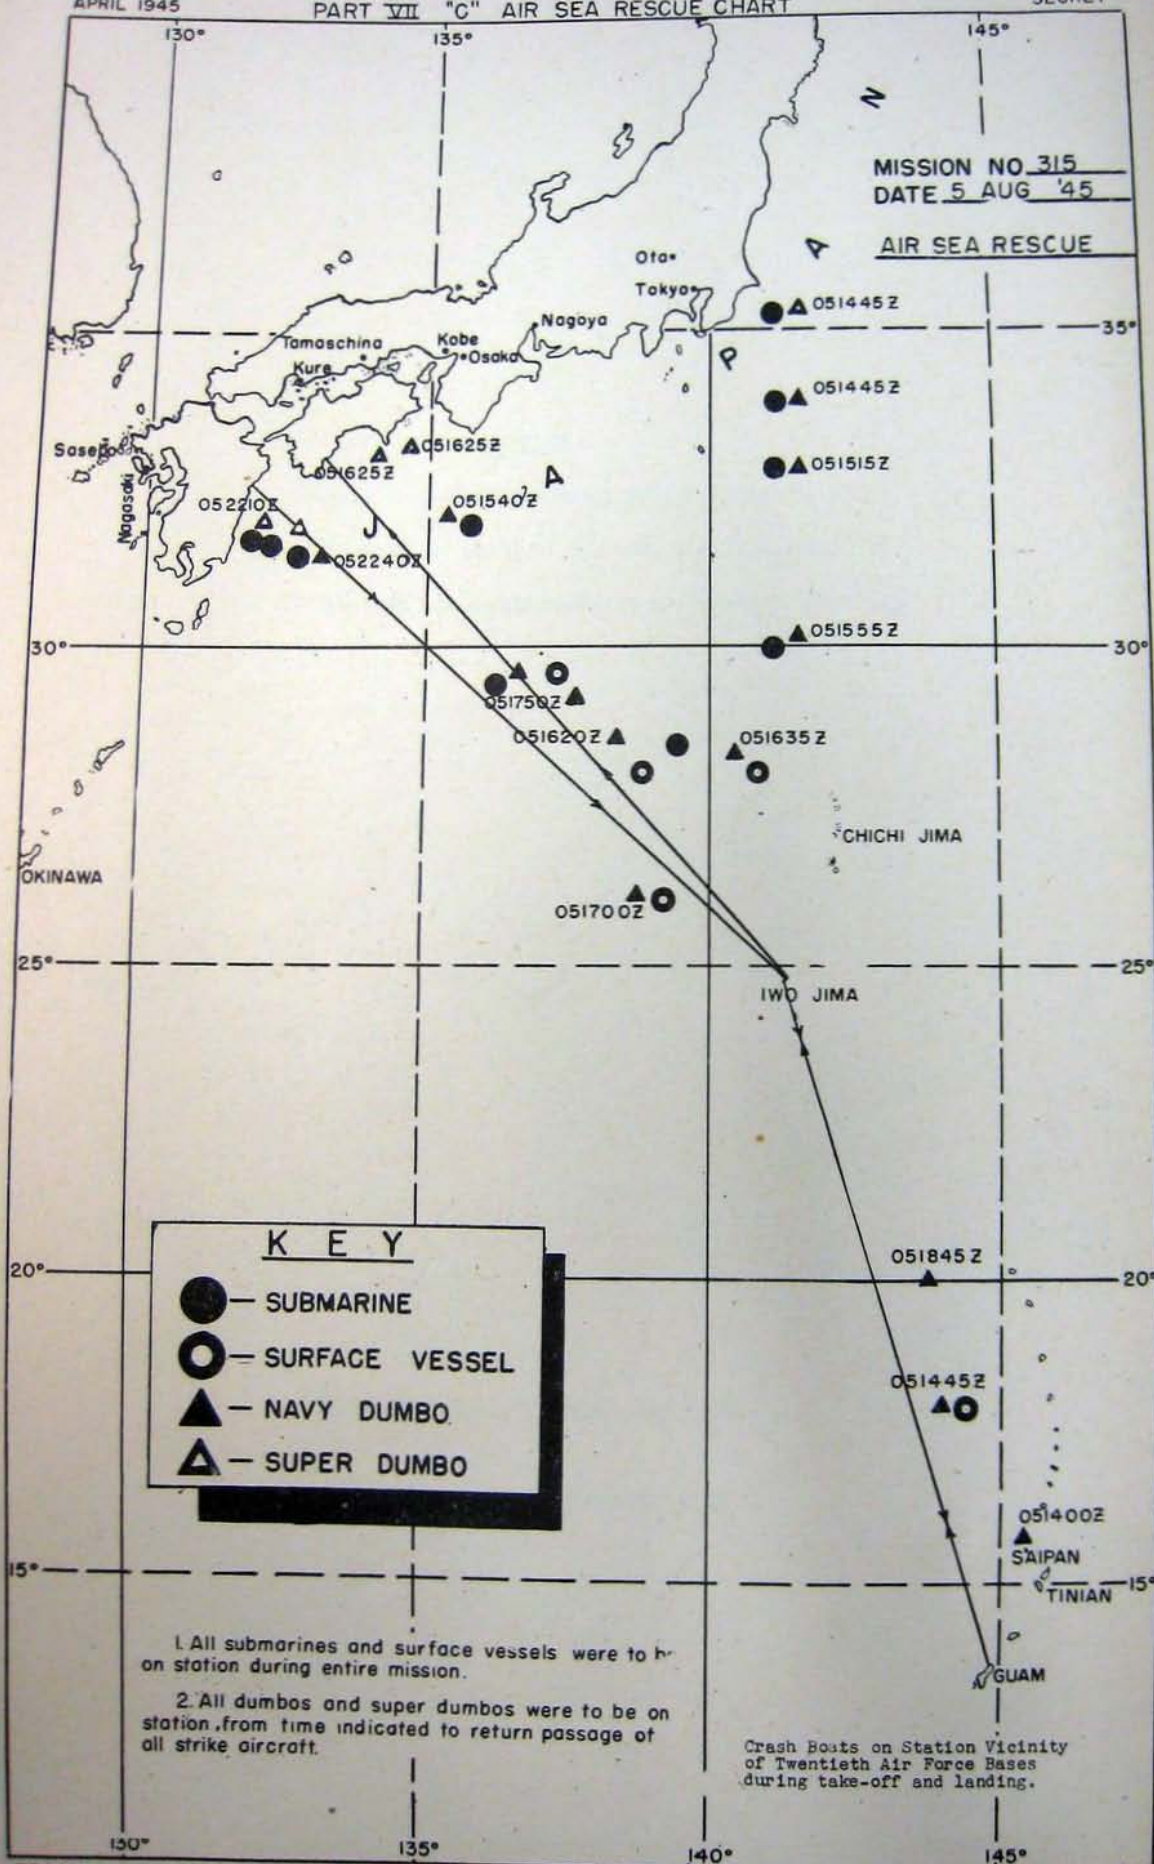 APRIL 1945
PART VII "C" AIR SEA RESCUE CHART
SECRET
130°
135°
145°
N
MISSION NO. 315
DATE 5 AUG '45
A
AIR SEA RESCUE
Ota
Tokyo
051445Z
Nagoya
35°
Tamaschina
Kobe
Osaka
P
Kure
051445Z
Sasebo
051625Z
051625Z
051515Z
A
Nagasaki
052210Z
051540Z
J
052240Z
051555Z
30°
30°
051750Z
051620Z
051635Z
CHICHI JIMA
OKINAWA
051700Z
25°
25°
IWO JIMA
KEY
SUBMARINE
SURFACE VESSEL
NAVY DUMBO
SUPER DUMBO
051845Z
20°
20°
051445Z
051400Z
SAIPAN
15°
15°
TINIAN
GUAM
1. All submarines and surface vessels were to
on station during entire mission.
2. All dumbos and super dumbos were to be on
station, from time indicated to return passage of
all strike aircraft.
Crash Boats on Station Vicinity
of Twentieth Air Force Bases
during take-off and landing.
130°
135°
140°
145°